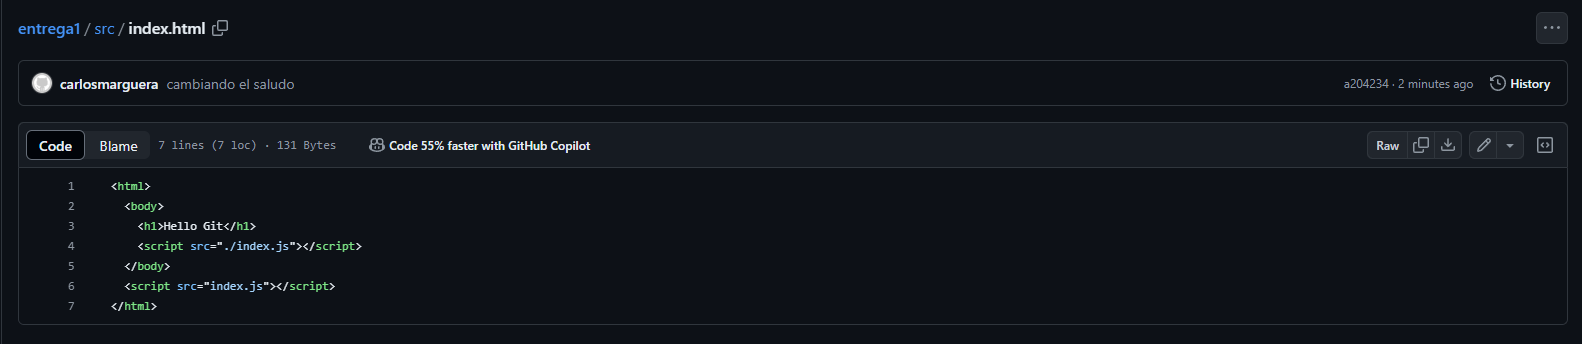 entrega1 / src / index.html
carlosmarguera cambiando el saludo a204234 · 2 minutes ago History
Code Blame 7 lines (7 loc) · 131 Bytes Code 55% faster with GitHub Copilot Raw
1 <html>
2 <body>
3 <h1>Hello Git</h1>
4 <script src="./index.js"></script>
5 </body>
6 <script src="index.js"></script>
7 </html>